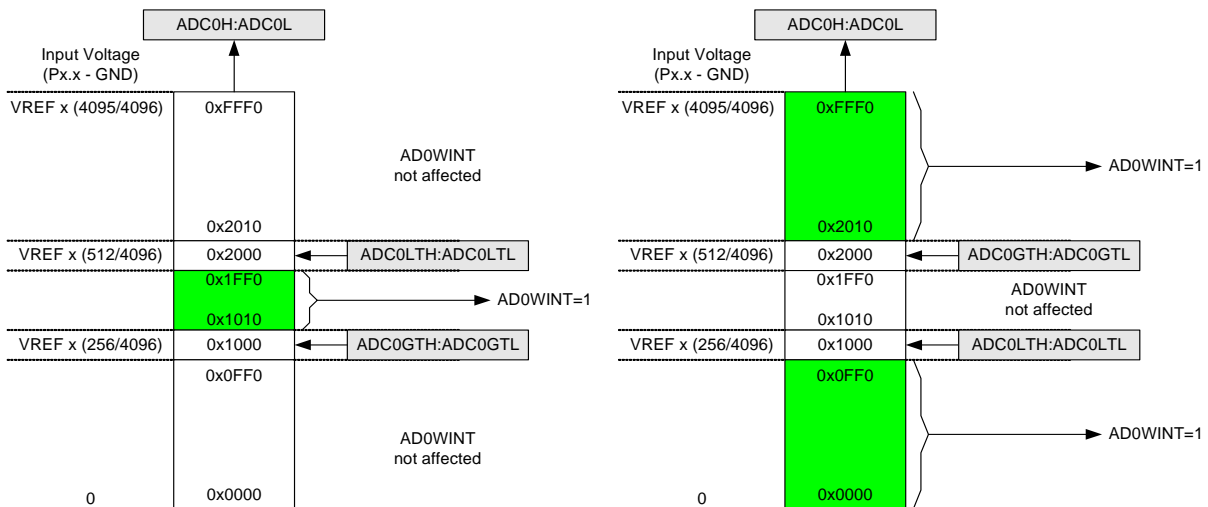 ADC0H:ADC0L
Input Voltage
(Px.x - GND)
VREF x (4095/4096)
0xFFF0
AD0WINT
not affected
0x2010
VREF x (512/4096)
0x2000
ADC0LTH:ADC0LTL
0x1FF0
AD0WINT=1
0x1010
VREF x (256/4096)
0x1000
ADC0GTH:ADC0GTL
0x0FF0
AD0WINT
not affected
0
0x0000
ADC0H:ADC0L
Input Voltage
(Px.x - GND)
VREF x (4095/4096)
0xFFF0
AD0WINT=1
0x2010
VREF x (512/4096)
0x2000
ADC0GTH:ADC0GTL
0x1FF0
AD0WINT
not affected
0x1010
VREF x (256/4096)
0x1000
ADC0LTH:ADC0LTL
0x0FF0
AD0WINT=1
0
0x0000